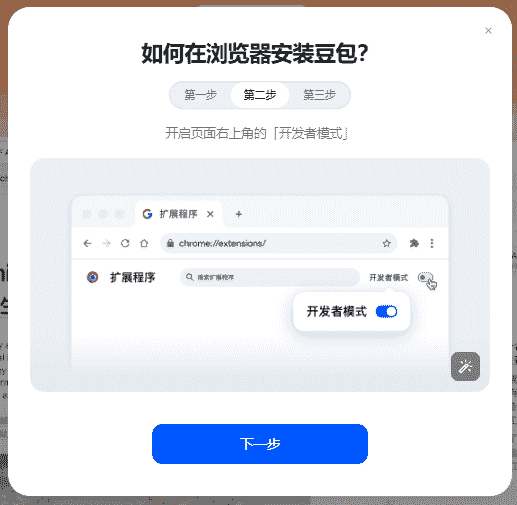 如何在浏览器安装豆包?
第一步 第二步 第三步
开启页面右上角的「开发者模式」
扩展程序
chrome://extensions/
扩展程序 搜索扩展程序 开发者模式
开发者模式
下一步